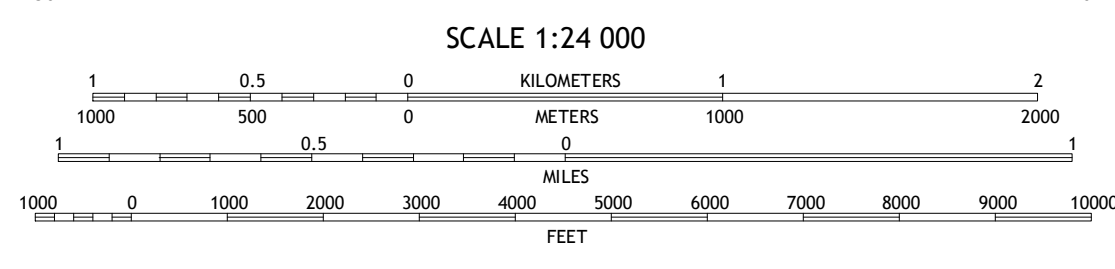 SCALE 1:24 000
1 0.5 0 KILOMETERS 1 2
1000 500 0 METERS 1000 2000
1 0.5 0 1
MILES
1000 0 1000 2000 3000 4000 5000 6000 7000 8000 9000 10000
FEET